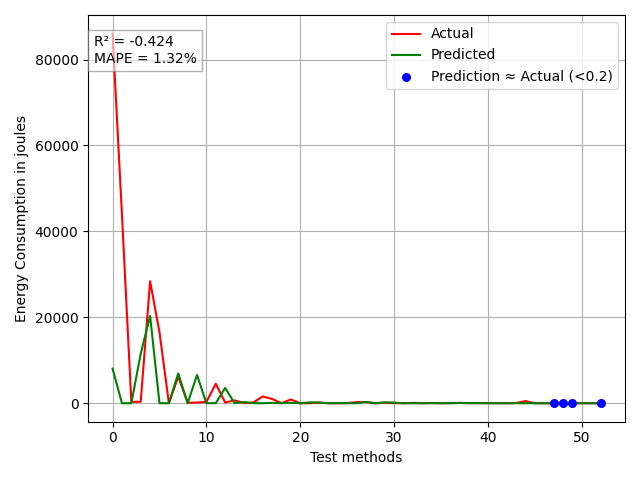 R² = -0.424
MAPE = 1.32%
Actual
Predicted
Prediction ≈ Actual (<0.2)
Energy Consumption in joules
80000
60000
40000
20000
0
0 10 20 30 40 50
Test methods